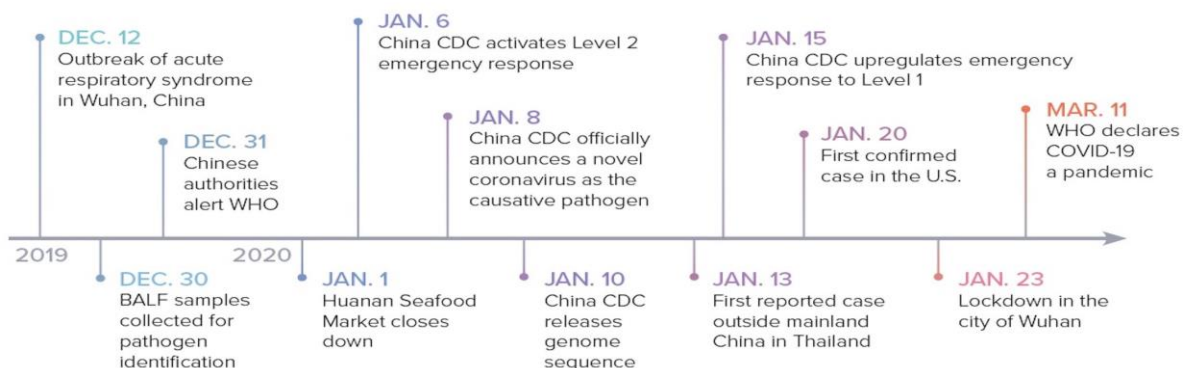 DEC. 12
Outbreak of acute
respiratory syndrome
in Wuhan, China
DEC. 31
Chinese
authorities
alert WHO
JAN. 6
China CDC activates Level 2
emergency response
JAN. 8
China CDC officially
announces a novel
coronavirus as the
causative pathogen
JAN. 15
China CDC upregulates emergency
response to Level 1
JAN. 20
First confirmed
case in the U.S.
MAR. 11
WHO declares
COVID-19
a pandemic
2019
2020
DEC. 30
BALF samples
collected for
pathogen
identification
JAN. 1
Huanan Seafood
Market closes
down
JAN. 10
China CDC
releases
genome
sequence
JAN. 13
First reported case
outside mainland
China in Thailand
JAN. 23
Lockdown in the
city of Wuhan